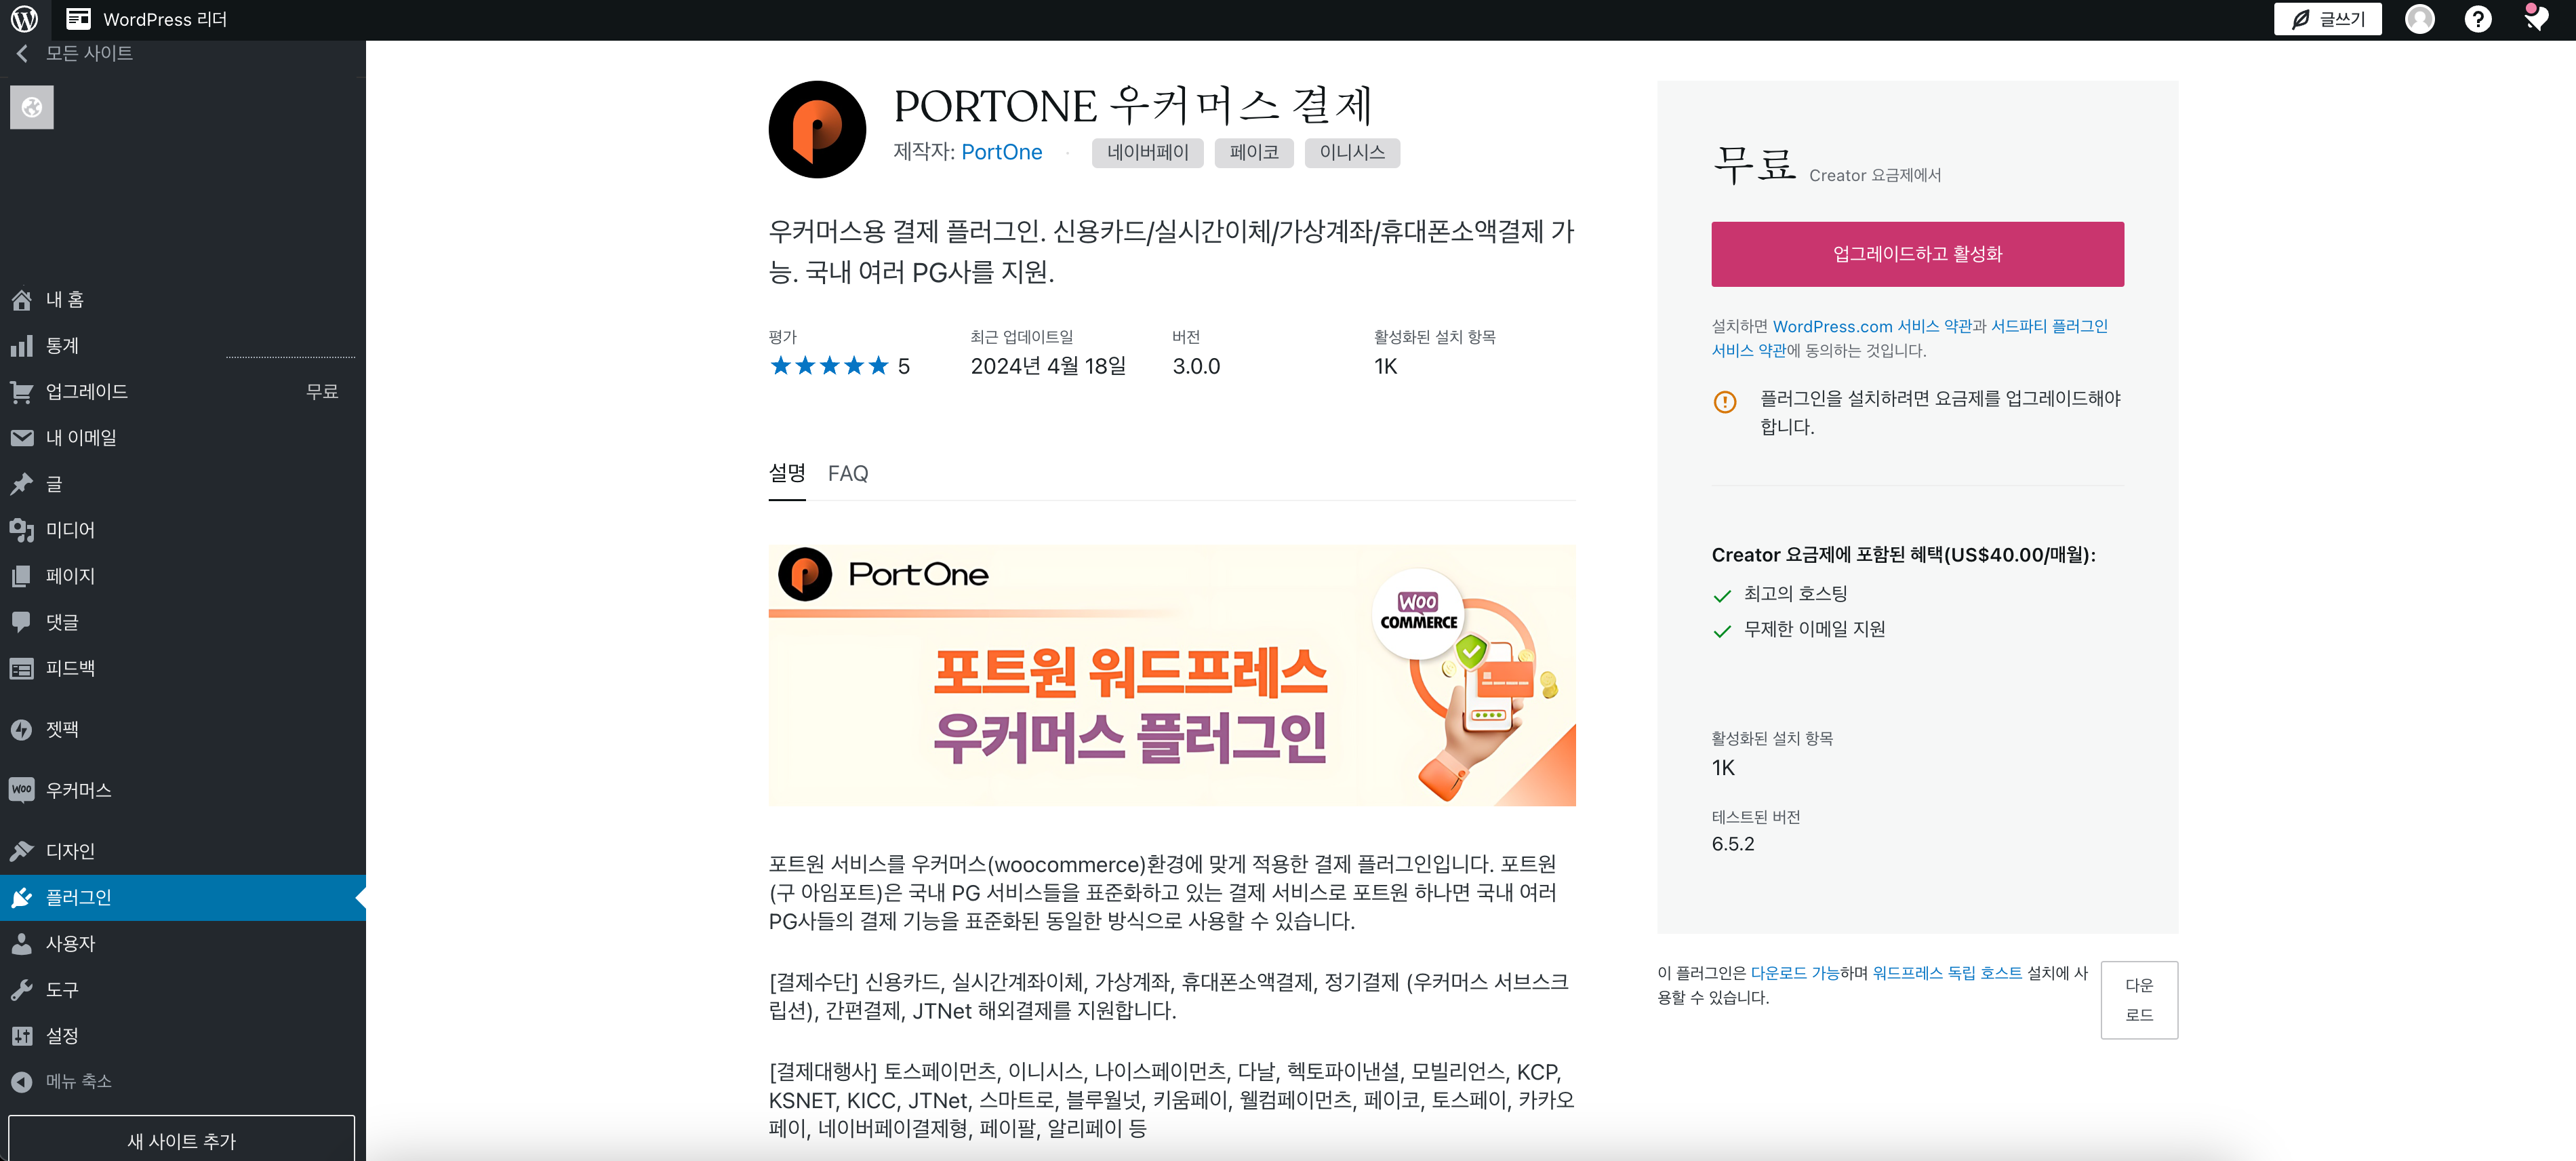 WordPress 리더
글쓰기
모든 사이트
내 홈
통계
업그레이드 무료
내 이메일
글
미디어
페이지
댓글
피드백
젯팩
우커머스
디자인
플러그인
사용자
도구
설정
메뉴 축소
새 사이트 추가
PORTONE 우커머스 결제
제작자: PortOne · 네이버페이 페이코 이니시스
우커머스용 결제 플러그인. 신용카드/실시간이체/가상계좌/휴대폰소액결제 가
능. 국내 여러 PG사를 지원.
평가 최근 업데이트일 버전 활성화된 설치 항목
5 2024년 4월 18일 3.0.0 1K
설명 FAQ
PortOne
WOO
COMMERCE
포트원 워드프레스
우커머스 플러그인
포트원 서비스를 우커머스(woocommerce)환경에 맞게 적용한 결제 플러그인입니다. 포트원
(구 아임포트)은 국내 PG 서비스들을 표준화하고 있는 결제 서비스로 포트원 하나면 국내 여러
PG사들의 결제 기능을 표준화된 동일한 방식으로 사용할 수 있습니다.
[결제수단] 신용카드, 실시간계좌이체, 가상계좌, 휴대폰소액결제, 정기결제 (우커머스 서브스크
립션), 간편결제, JTNet 해외결제를 지원합니다.
[결제대행사] 토스페이먼츠, 이니시스, 나이스페이먼츠, 다날, 헥토파이낸셜, 모빌리언스, KCP,
KSNET, KICC, JTNet, 스마트로, 블루월넛, 키움페이, 웰컴페이먼츠, 페이코, 토스페이, 카카오
페이, 네이버페이결제형, 페이팔, 알리페이 등
무료 Creator 요금제에서
업그레이드하고 활성화
설치하면 WordPress.com 서비스 약관과 서드파티 플러그인
서비스 약관에 동의하는 것입니다.
플러그인을 설치하려면 요금제를 업그레이드해야
합니다.
Creator 요금제에 포함된 혜택(US$40.00/매월):
최고의 호스팅
무제한 이메일 지원
활성화된 설치 항목
1K
테스트된 버전
6.5.2
이 플러그인은 다운로드 가능하며 워드프레스 독립 호스트 설치에 사
용할 수 있습니다.
다운
로드